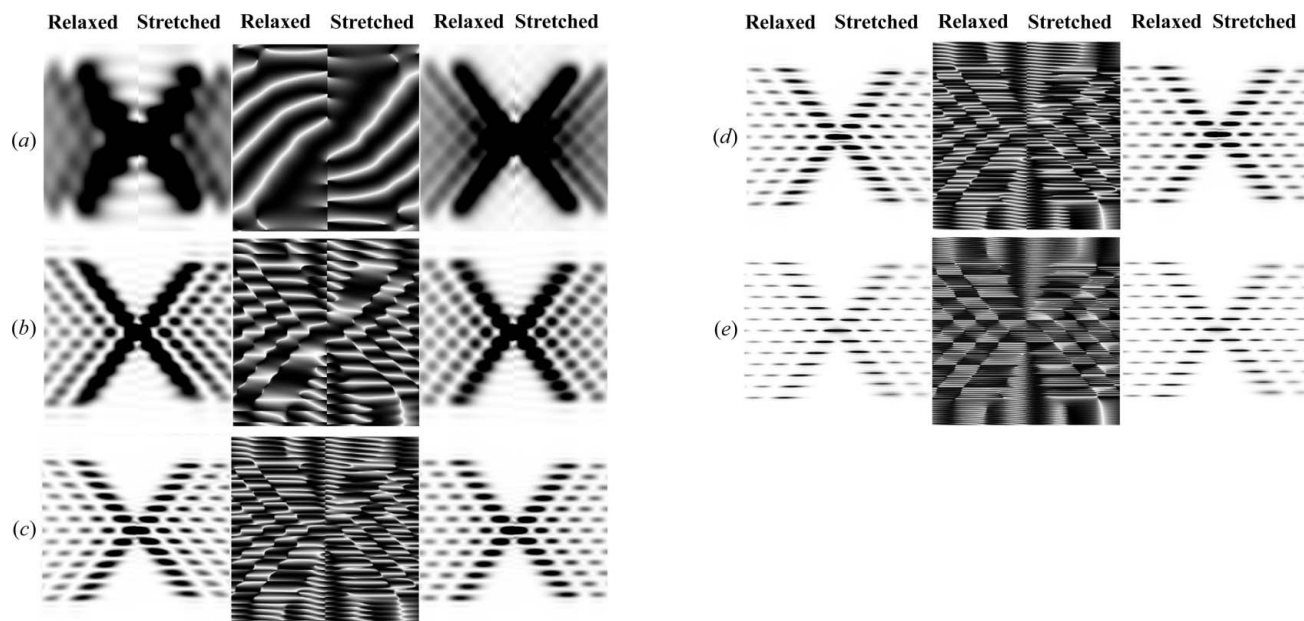 Relaxed Stretched Relaxed Stretched Relaxed Stretched
(a)
(b)
(c)
Relaxed Stretched Relaxed Stretched Relaxed Stretched
(d)
(e)